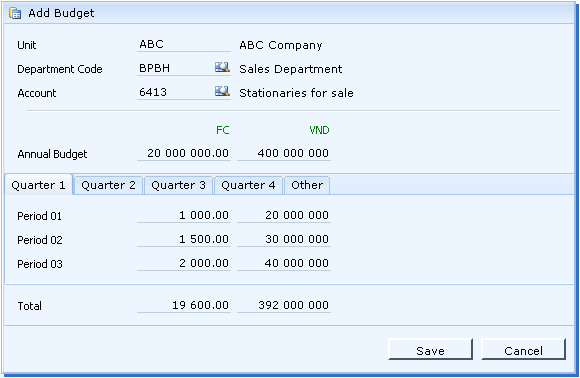 Add Budget
Unit ABC ABC Company
Department Code BPBH Sales Department
Account 6413 Stationaries for sale
FC VND
Annual Budget 20 000 000.00 400 000 000
Quarter 1 Quarter 2 Quarter 3 Quarter 4 Other
Period 01 1 000.00 20 000 000
Period 02 1 500.00 30 000 000
Period 03 2 000.00 40 000 000
Total 19 600.00 392 000 000
Save Cancel